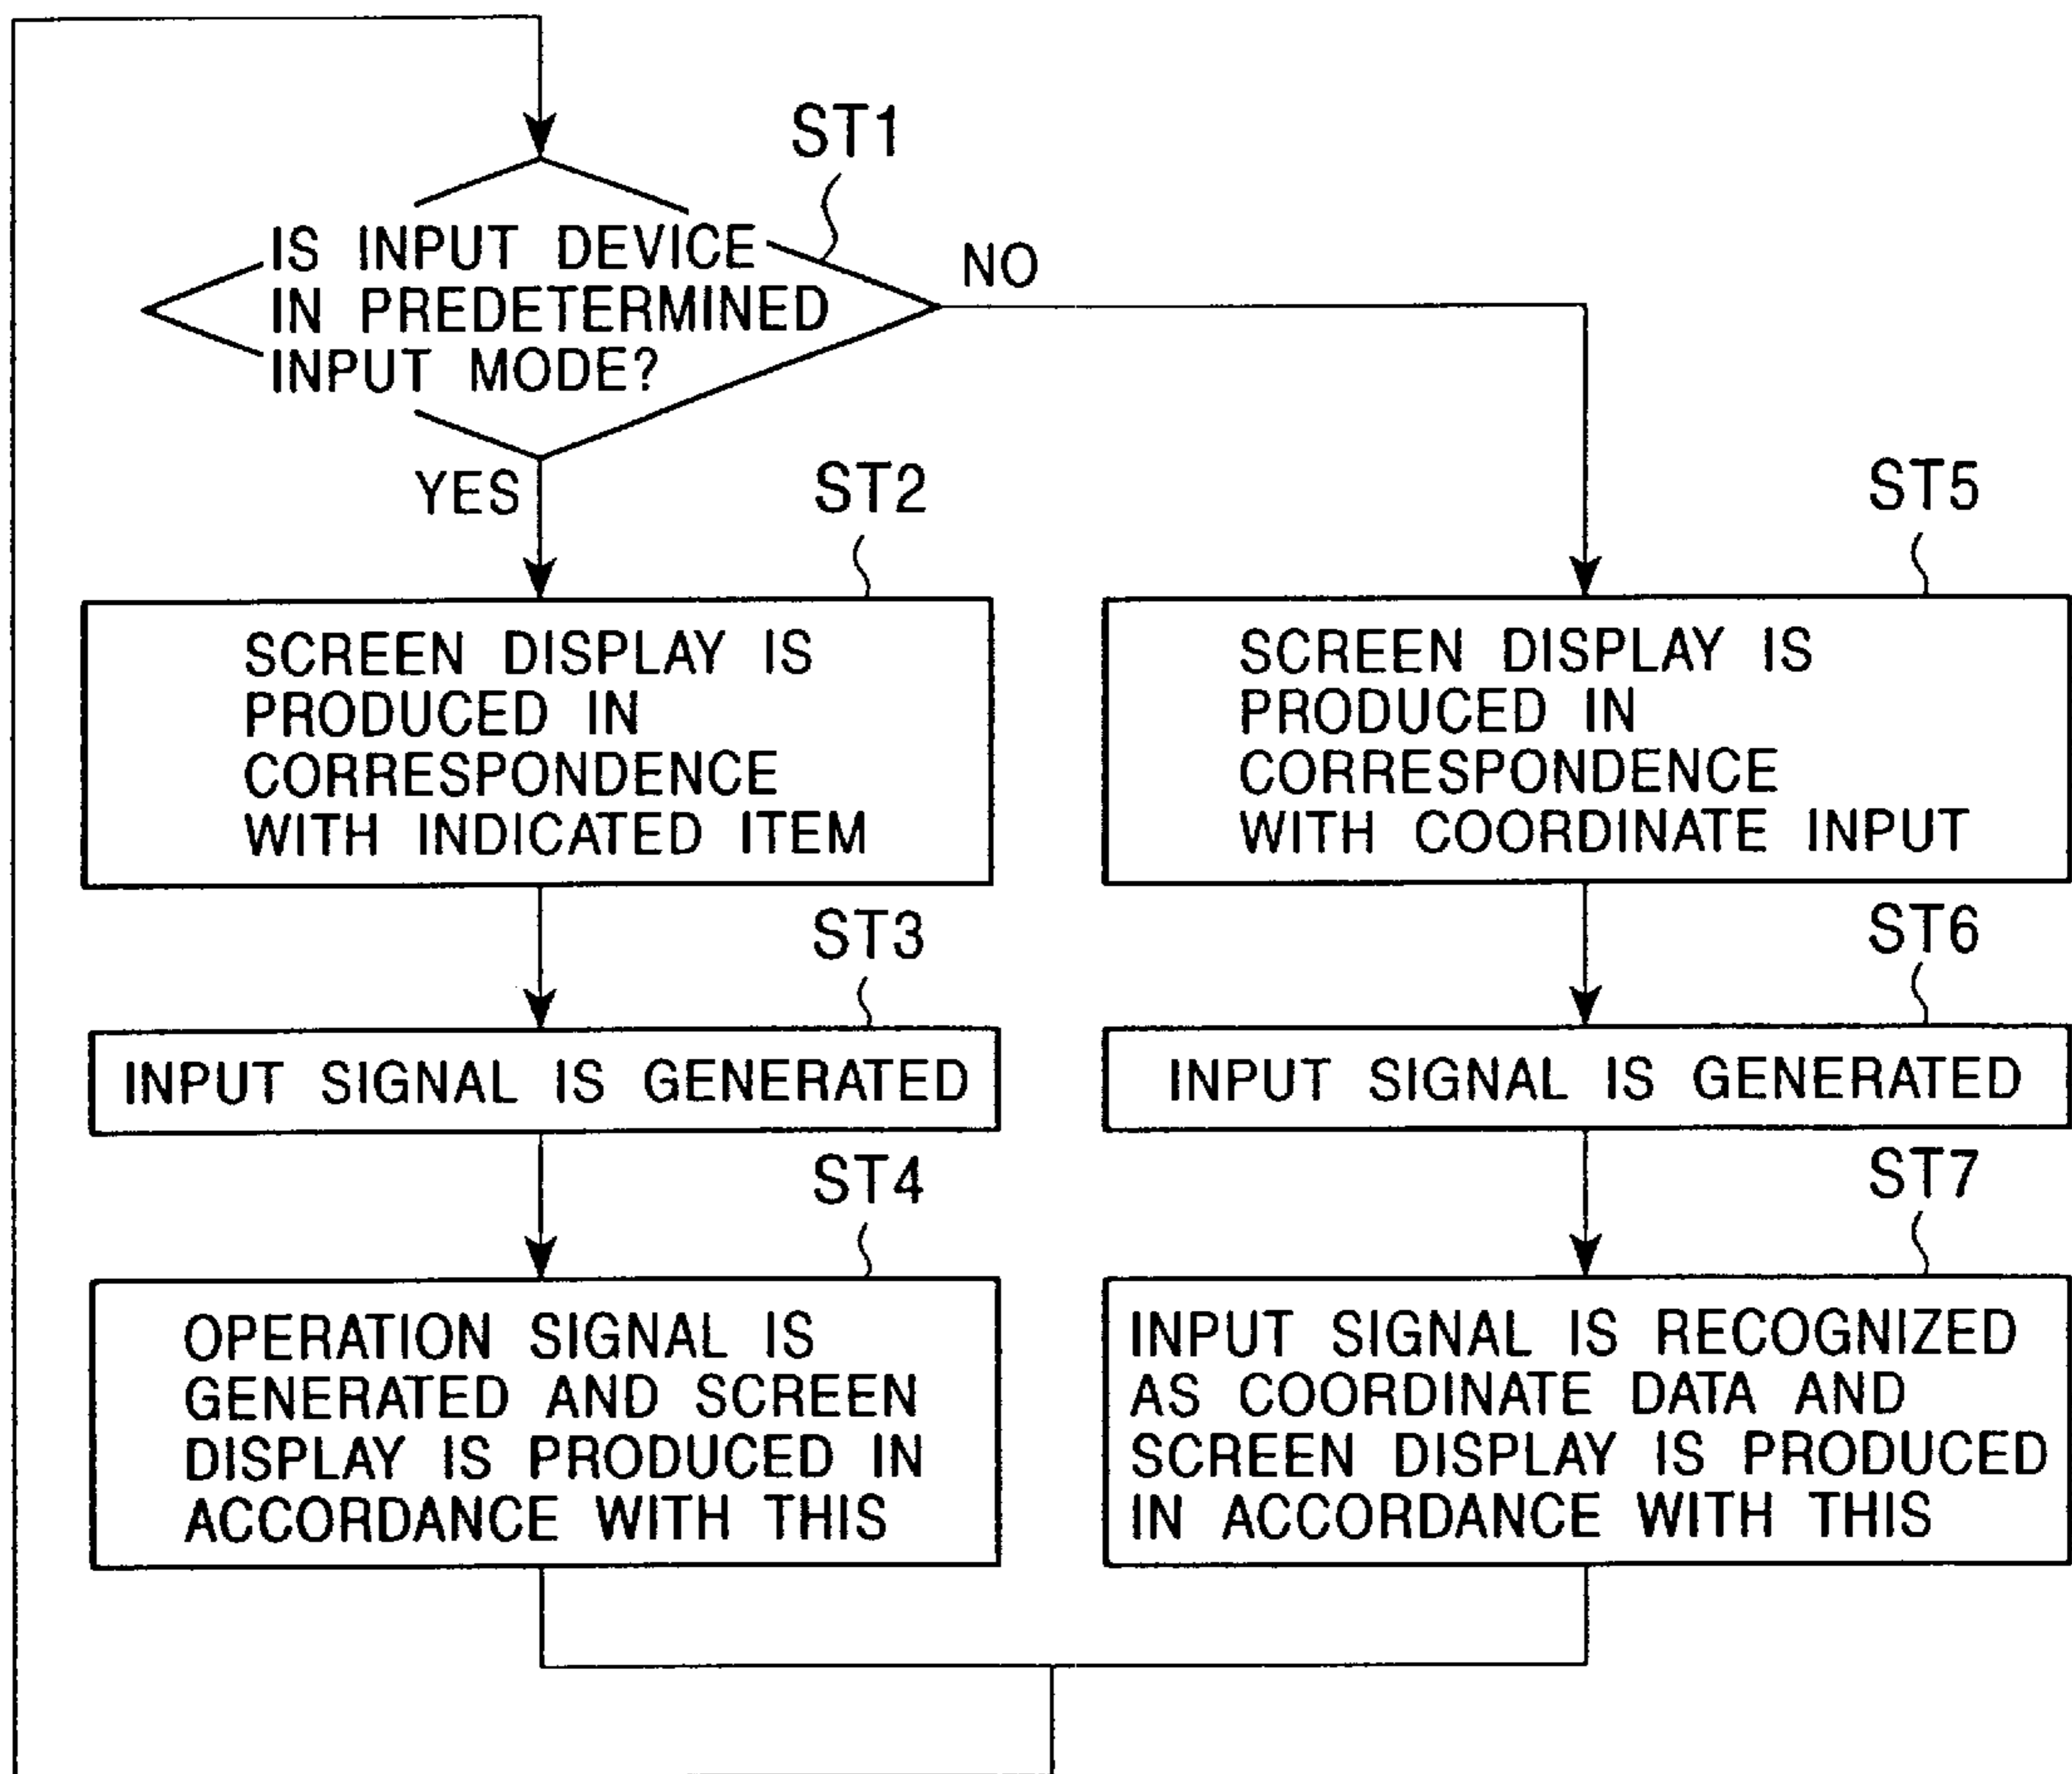 ST1
IS INPUT DEVICE
IN PREDETERMINED
INPUT MODE?
NO
YES
ST2
SCREEN DISPLAY IS
PRODUCED IN
CORRESPONDENCE
WITH INDICATED ITEM
ST3
INPUT SIGNAL IS GENERATED
ST4
OPERATION SIGNAL IS
GENERATED AND SCREEN
DISPLAY IS PRODUCED IN
ACCORDANCE WITH THIS
ST5
SCREEN DISPLAY IS
PRODUCED IN
CORRESPONDENCE
WITH COORDINATE INPUT
ST6
INPUT SIGNAL IS GENERATED
ST7
INPUT SIGNAL IS RECOGNIZED
AS COORDINATE DATA AND
SCREEN DISPLAY IS PRODUCED
IN ACCORDANCE WITH THIS